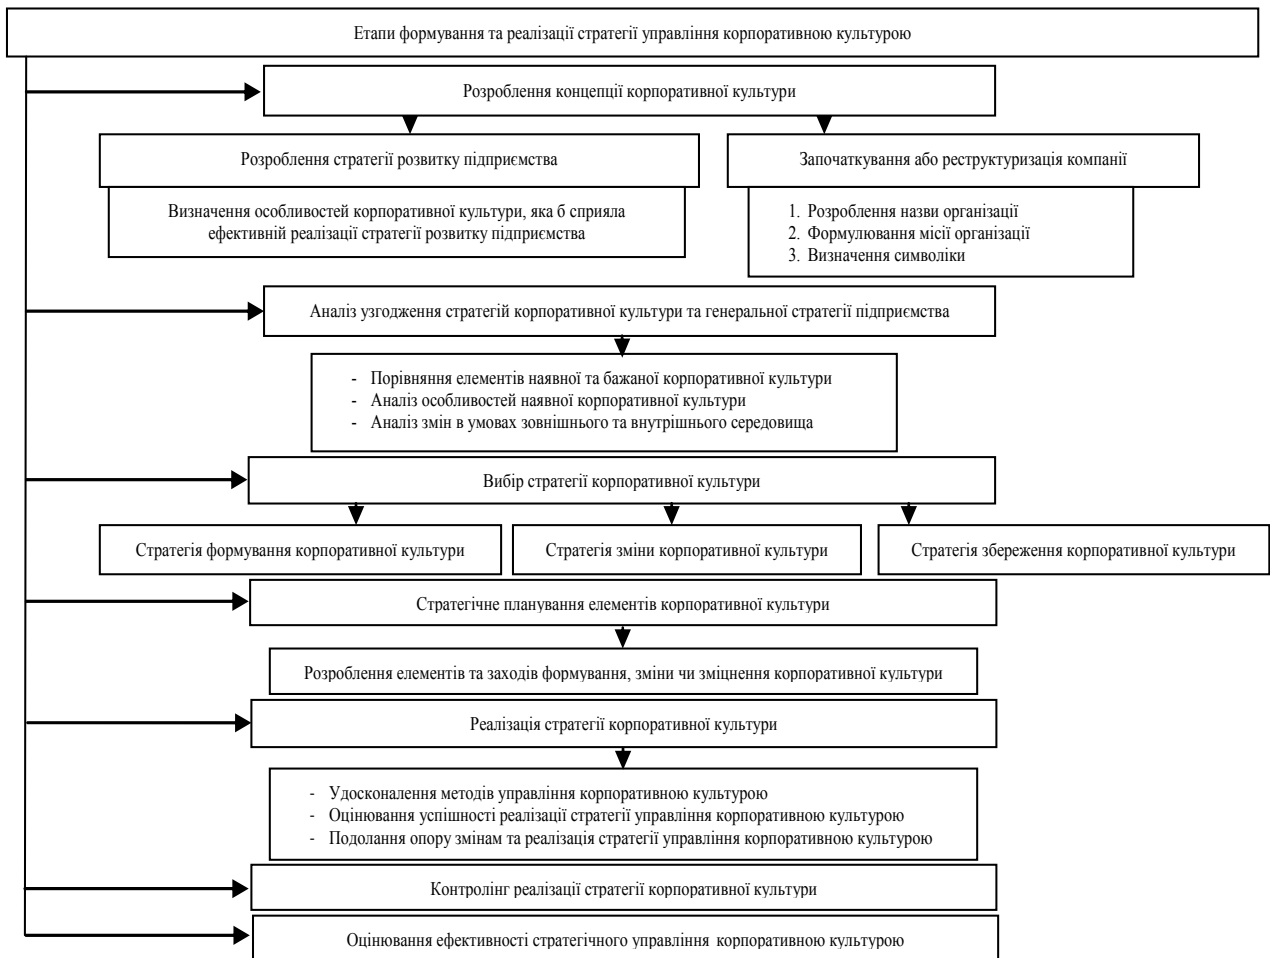 Етапи формування та реалізації стратегії управління корпоративною культурою
Розроблення концепції корпоративної культури
Розроблення стратегії розвитку підприємства
Започаткування або реструктуризація компанії
Визначення особливостей корпоративної культури, яка б сприяла
ефективній реалізації стратегії розвитку підприємства
1. Розроблення назви організації
2. Формулювання місії організації
3. Визначення символіки
Аналіз узгодження стратегій корпоративної культури та генеральної стратегії підприємства
- Порівняння елементів наявної та бажаної корпоративної культури
- Аналіз особливостей наявної корпоративної культури
- Аналіз змін в умовах зовнішнього та внутрішнього середовища
Вибір стратегії корпоративної культури
Стратегія формування корпоративної культури
Стратегія зміни корпоративної культури
Стратегія збереження корпоративної культури
Стратегічне планування елементів корпоративної культури
Розроблення елементів та заходів формування, зміни чи зміцнення корпоративної культури
Реалізація стратегії корпоративної культури
- Удосконалення методів управління корпоративною культурою
- Оцінювання успішності реалізації стратегії управління корпоративною культурою
- Подолання опору змінам та реалізація стратегії управління корпоративною культурою
Контролінг реалізації стратегії корпоративної культури
Оцінювання ефективності стратегічного управління корпоративною культурою